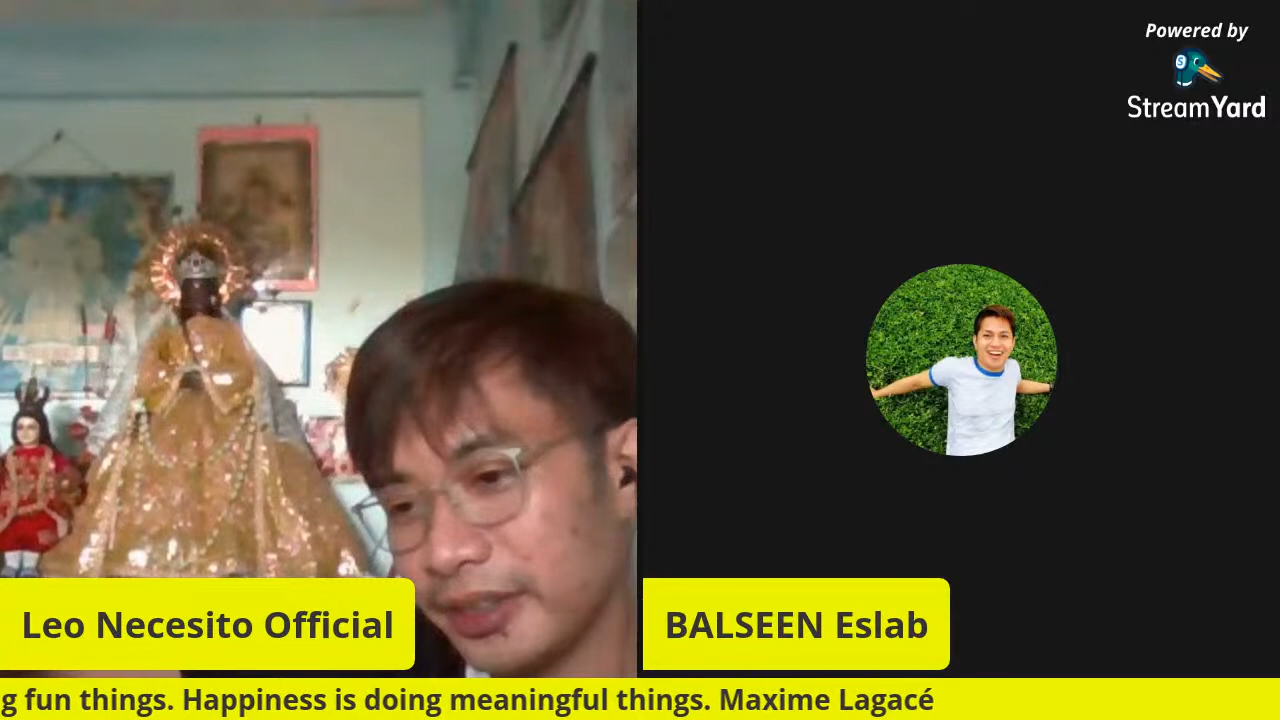 Powered by
StreamYard
Leo Necesito Official
BALSEEN Eslab
g fun things. Happiness is doing meaningful things. Maxime Lagacé